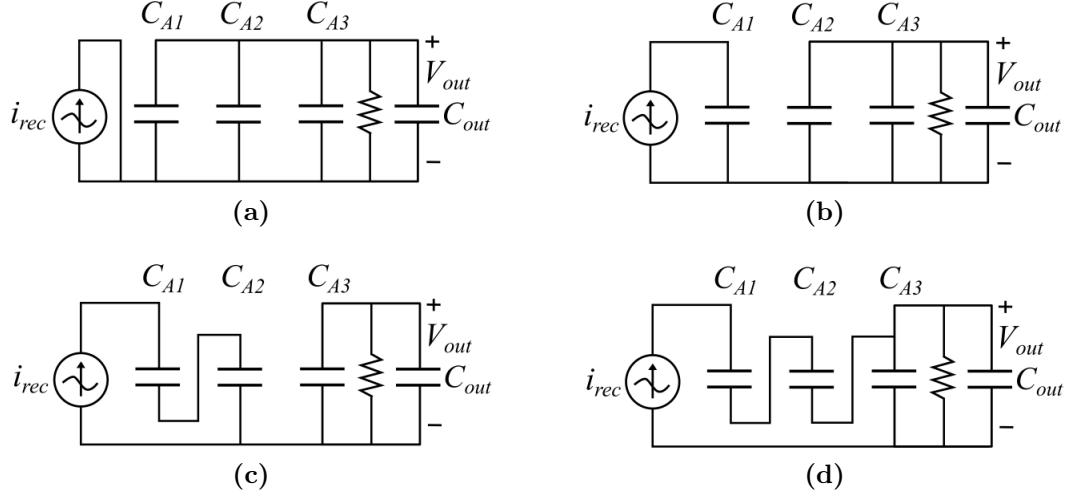 C_A1 C_A2 C_A3
+
V_out
i_rec
C_out
−
(a)
C_A1 C_A2 C_A3
+
V_out
i_rec
C_out
−
(b)
C_A1 C_A2 C_A3
+
V_out
i_rec
C_out
−
(c)
C_A1 C_A2 C_A3
+
V_out
i_rec
C_out
−
(d)